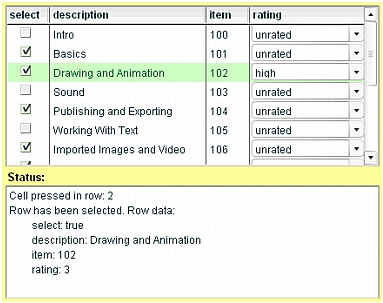 select description item rating
Intro 100 unrated
Basics 101 unrated
Drawing and Animation 102 high
Sound 103 unrated
Publishing and Exporting 104 unrated
Working With Text 105 unrated
Imported Images and Video 106 unrated
Status:
Cell pressed in row: 2
Row has been selected. Row data:
select: true
description: Drawing and Animation
item: 102
rating: 3